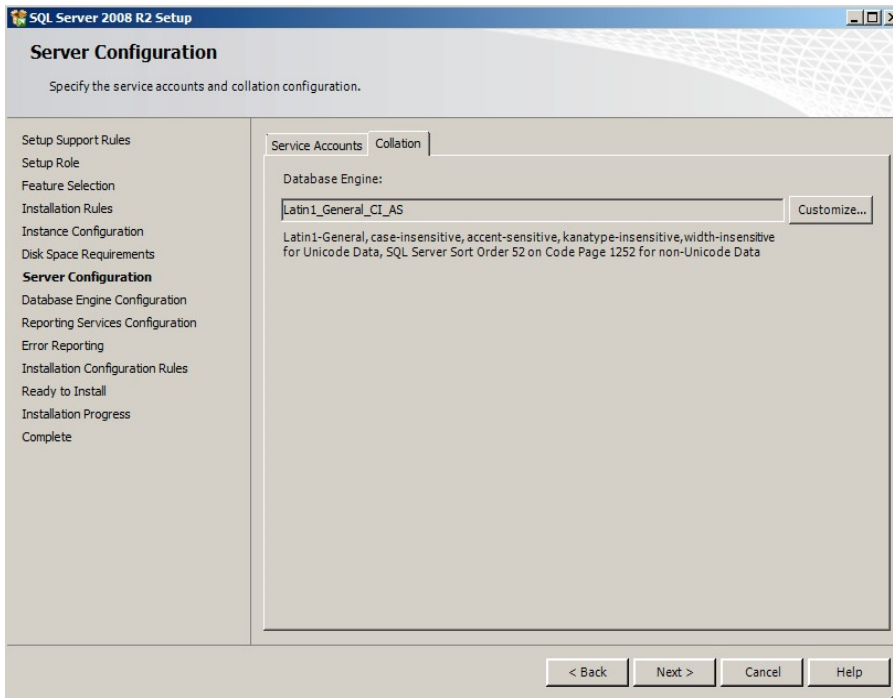 SQL Server 2008 R2 Setup
Server Configuration
Specify the service accounts and collation configuration.
Setup Support Rules
Setup Role
Feature Selection
Installation Rules
Instance Configuration
Disk Space Requirements
Server Configuration
Database Engine Configuration
Reporting Services Configuration
Error Reporting
Installation Configuration Rules
Ready to Install
Installation Progress
Complete
Service Accounts Collation
Database Engine:
Latin1_General_CI_AS Customize...
Latin1-General, case-insensitive, accent-sensitive, kanatype-insensitive,width-insensitive
for Unicode Data, SQL Server Sort Order 52 on Code Page 1252 for non-Unicode Data
< Back Next > Cancel Help